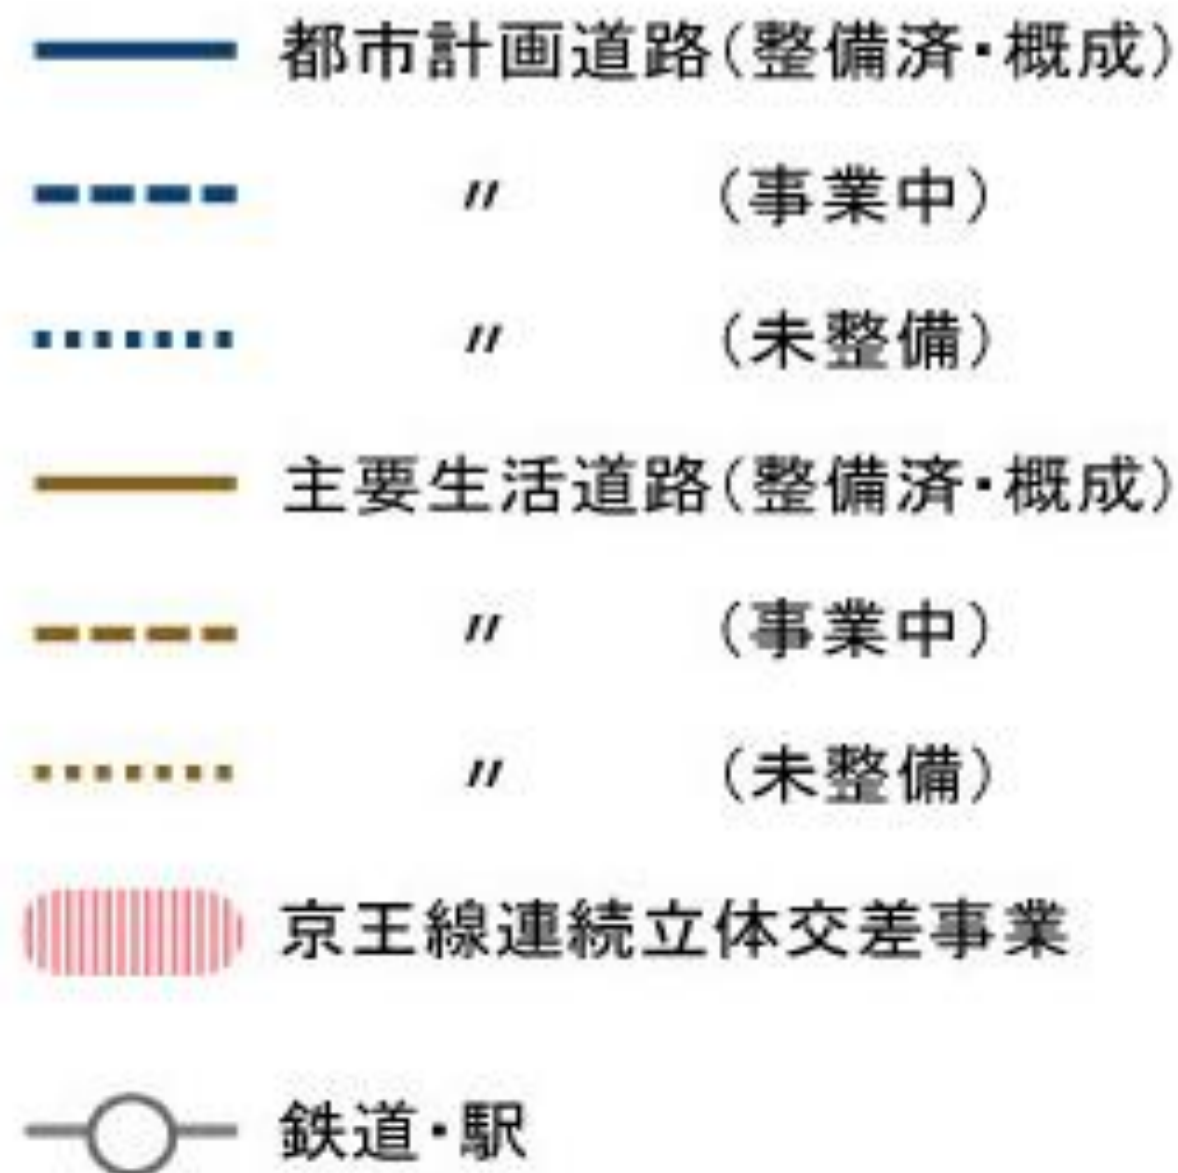 都市計画道路(整備済・概成)
〃 (事業中)
〃 (未整備)
主要生活道路(整備済・概成)
〃 (事業中)
〃 (未整備)
京王線連続立体交差事業
鉄道・駅